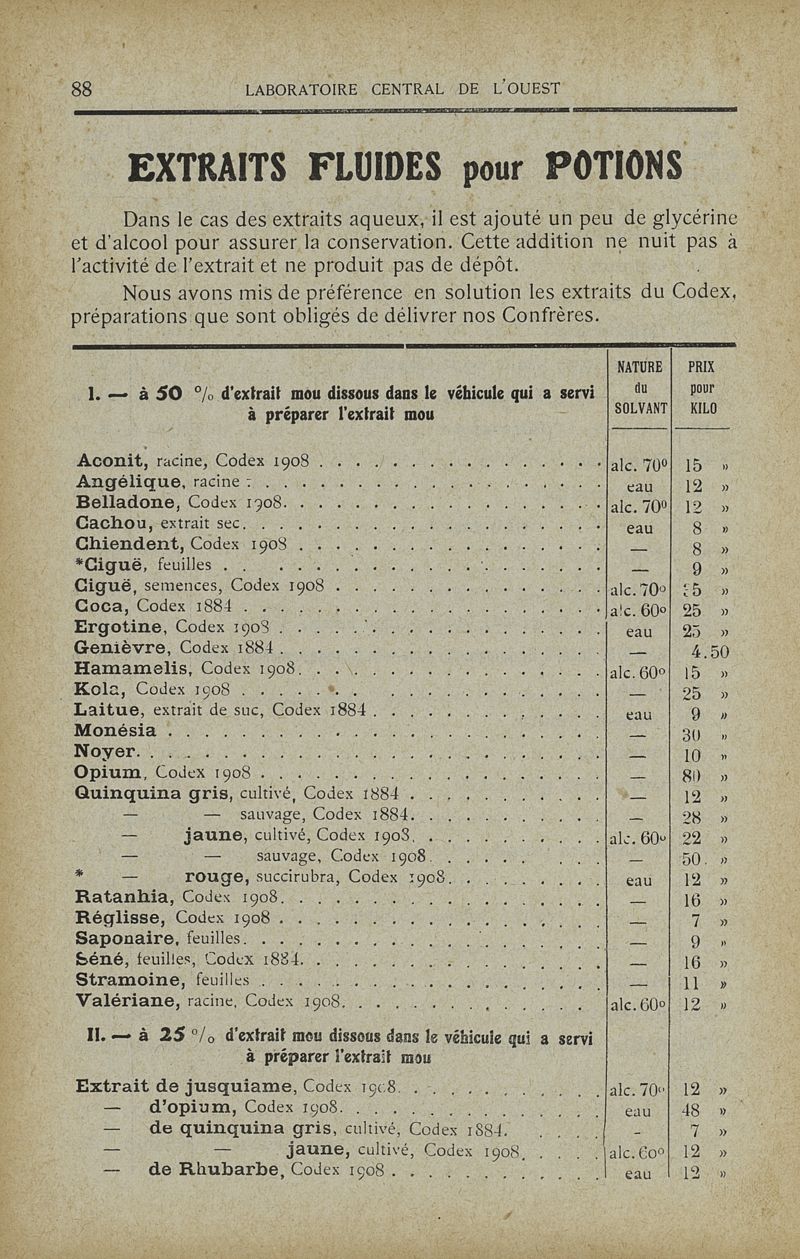 88
LABORATOIRE CENTRAL DE L'OUEST
EXTRAITS FLUIDES pour POTIONS
Dans le cas des extraits aqueux, il est ajouté un peu de glycérine
et d'alcool pour assurer la conservation. Cette addition ne nuit pas à
l'activité de l'extrait et ne produit pas de dépôt.
Nous avons mis de préférence en solution les extraits du Codex,
préparations que sont obligés de délivrer nos Confrères.
I. — à 50 % d'extrait mou dissous dans le véhicule qui a servi
à préparer l'extrait mou
NATURE
du
SOLVANT
PRIX
pour
KILO
Aconit, racine, Codex 1908 . . . . . . . . . . . . . . . . alc. 70º 15 »
Angélique, racine : . . . . . . . . . . . . . . . . . . . eau 12 »
Belladone, Codex 1908. . . . . . . . . . . . . . . . . . alc. 70º 12 »
Cachou, extrait sec. . . . . . . . . . . . . . . . . . . . eau 8 »
Chiendent, Codex 1908 . . . . . . . . . . . . . . . . . — 8 »
*Ciguë, feuilles . . . . . . . . . . . . . . . . . . . . — 9 »
Ciguë, semences, Codex 1908 . . . . . . . . . . . . . . . alc. 70º 5 »
Coca, Codex 1884 . . . . . . . . . . . . . . . . . . . . alc. 60º 25 »
Ergotine, Codex 1908 . . . . . . . . . . . . . . . . . . eau 25 »
Genièvre, Codex 1884 . . . . . . . . . . . . . . . . . . — 4.50
Hamamelis, Codex 1908. . . . . . . . . . . . . . . . . alc. 60º 15 »
Kola, Codex 1908 . . . . . . . . . . . . . . . . . . . . — 25 »
Laitue, extrait de suc, Codex 1884 . . . . . . . . . . . . . eau 9 »
Monésia . . . . . . . . . . . . . . . . . . . . . . . . — 30 »
Noyer. . . . . . . . . . . . . . . . . . . . . . . . . . — 10 »
Opium, Codex 1908 . . . . . . . . . . . . . . . . . . . — 80 »
Quinquina gris, cultivé, Codex 1884 . . . . . . . . . . . — 12 »
— — sauvage, Codex 1884. . . . . . . . . . . — 28 »
— jaune, cultivé, Codex 1908. . . . . . . . . . . alc. 60º 22 »
— — sauvage, Codex 1908. . . . . . . . . . — 50. »
* — rouge, succirubra, Codex 1908. . . . . . . . . eau 12 »
Ratanhia, Codex 1908. . . . . . . . . . . . . . . . . . — 16 »
Réglisse, Codex 1908 . . . . . . . . . . . . . . . . . . — 7 »
Saponaire, feuilles. . . . . . . . . . . . . . . . . . . . — 9 »
Séné, feuilles, Codex 1884. . . . . . . . . . . . . . . . . — 16 »
Stramoine, feuilles . . . . . . . . . . . . . . . . . . . — 11 »
Valériane, racine, Codex 1908. . . . . . . . . . . . . . alc. 60º 12 »
II. — à 25 % d'extrait mou dissous dans le véhicule qui a servi
à préparer l'extrait mou
Extrait de jusquiame, Codex 1908. . . . . . . . . . . . alc. 70º 12 »
— d'opium, Codex 1908. . . . . . . . . . . . . . . eau 48 »
— de quinquina gris, cultivé, Codex 1884. . . . . - 7 »
— — jaune, cultivé, Codex 1908. . . . . alc. 60º 12 »
— de Rhubarbe, Codex 1908 . . . . . . . . . . . . eau 12 »